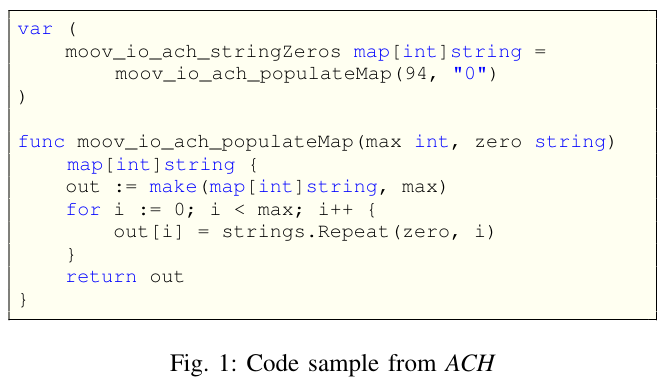 var (
    moov_io_ach_stringZeros map[int]string =
        moov_io_ach_populateMap(94, "0")
)

func moov_io_ach_populateMap(max int, zero string)
    map[int]string {
    out := make(map[int]string, max)
    for i := 0; i < max; i++ {
        out[i] = strings.Repeat(zero, i)
    }
    return out
}
Fig. 1: Code sample from ACH